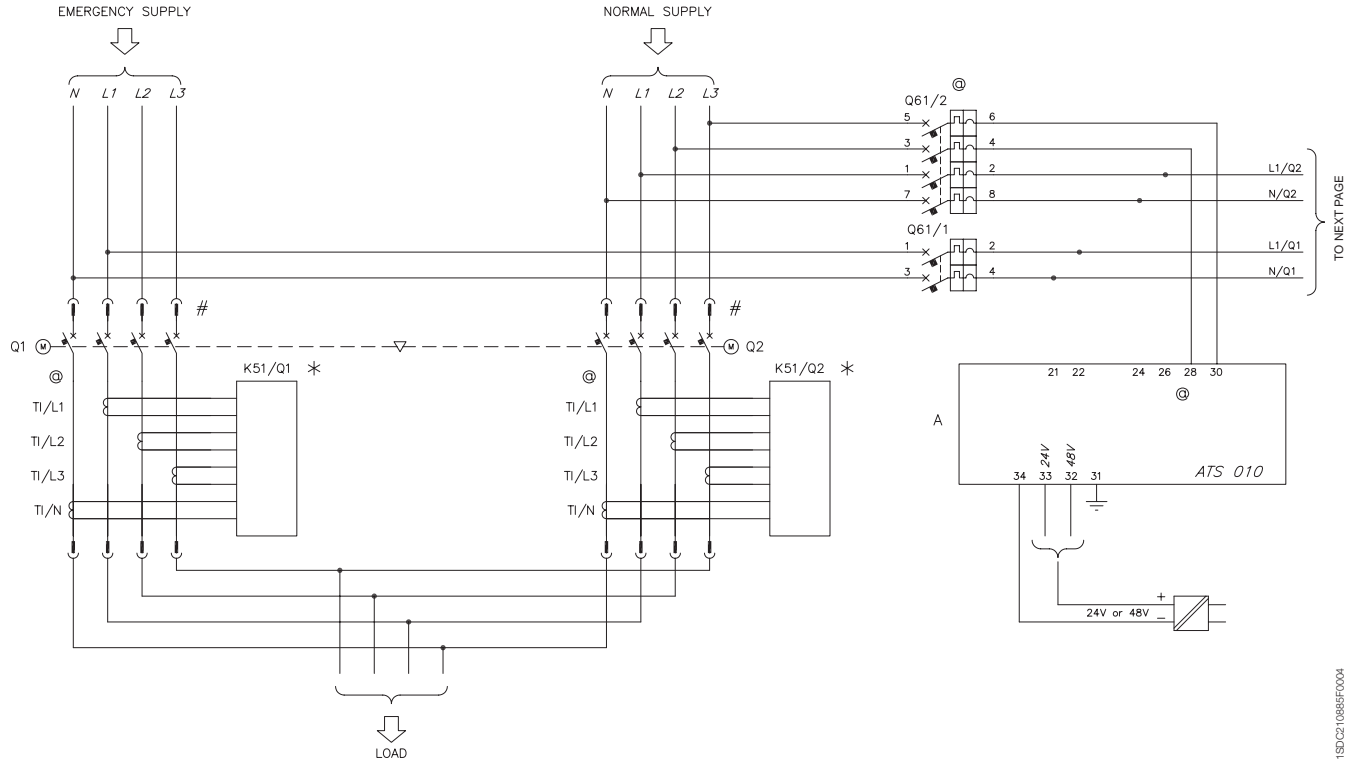 EMERGENCY SUPPLY
NORMAL SUPPLY
N L1 L2 L3
N L1 L2 L3
@
Q61/2
5 6
3 4
1 2 L1/Q2
7 8 N/Q2
Q61/1
1 2 L1/Q1
3 4 N/Q1
TO NEXT PAGE
#
#
Q1 M
M Q2
@
K51/Q1 *
@
K51/Q2 *
TI/L1
TI/L2
TI/L3
TI/N
TI/L1
TI/L2
TI/L3
TI/N
21 22 24 26 28 30
@
A
24V 48V
ATS 010
34 33 32 31
+
24V or 48V −
LOAD
1SDC210885F0004